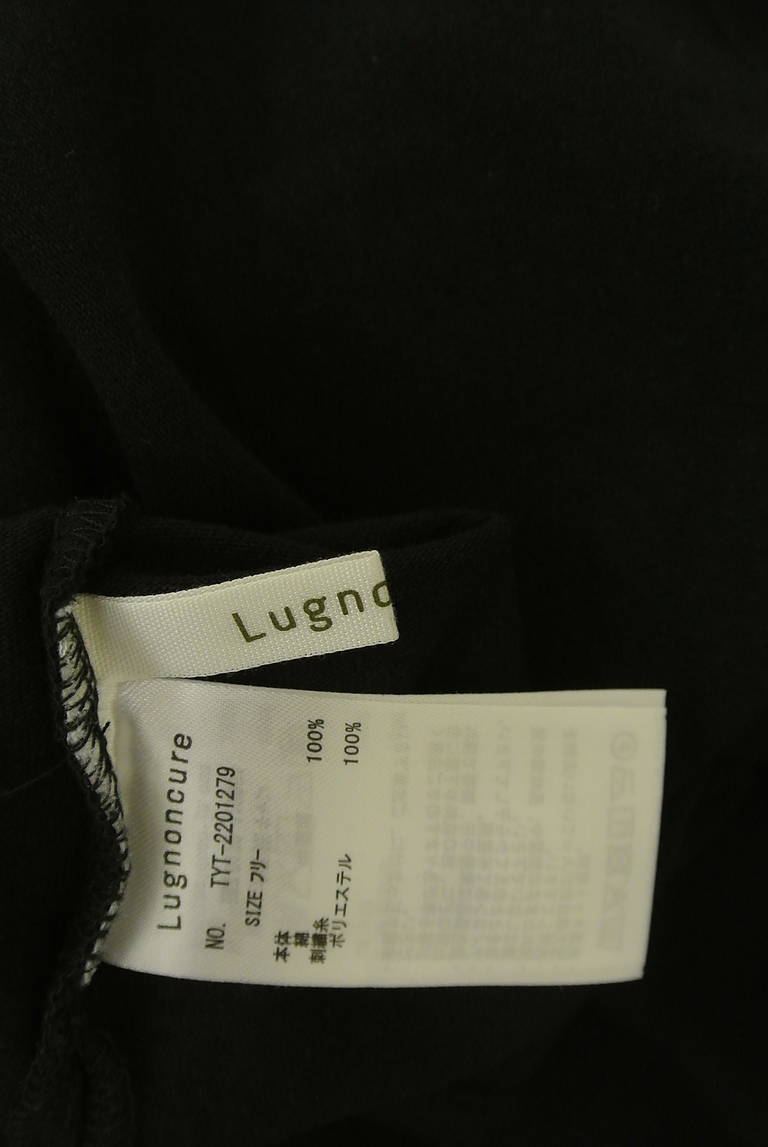 Lugno
Lugnoncure
NO. TYT-2201279
SIZE フリー
本体
綿 100%
刺繍糸
ポリエステル 100%